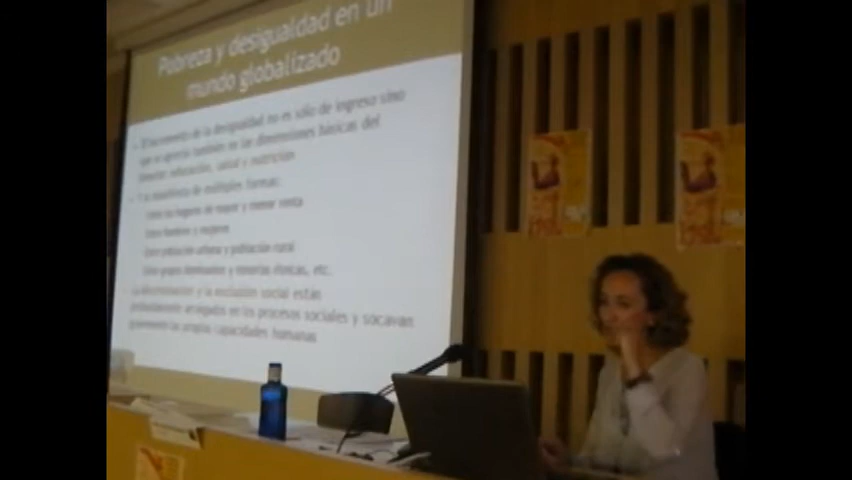 Pobreza y desigualdad en un
mundo globalizado
El incremento de la desigualdad no es sólo de ingreso sino
que se aprecia también en las dimensiones básicas del
bienestar: educación, salud y nutrición
Y se manifiesta de múltiples formas:
Entre los hogares de mayor y menor renta
Entre hombres y mujeres
Entre población urbana y población rural
Entre grupos dominantes y minorías étnicas, etc.
La discriminación y la exclusión social están
profundamente arraigados en los procesos sociales y socavan
gravemente las propias capacidades humanas